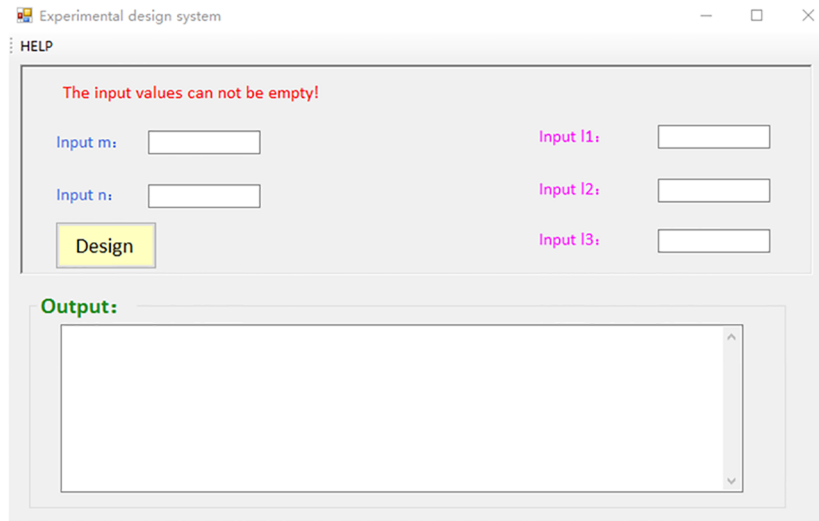 Experimental design system
HELP
The input values can not be empty!
Input m：
Input l1：
Input n：
Input l2：
Design
Input l3：
Output：